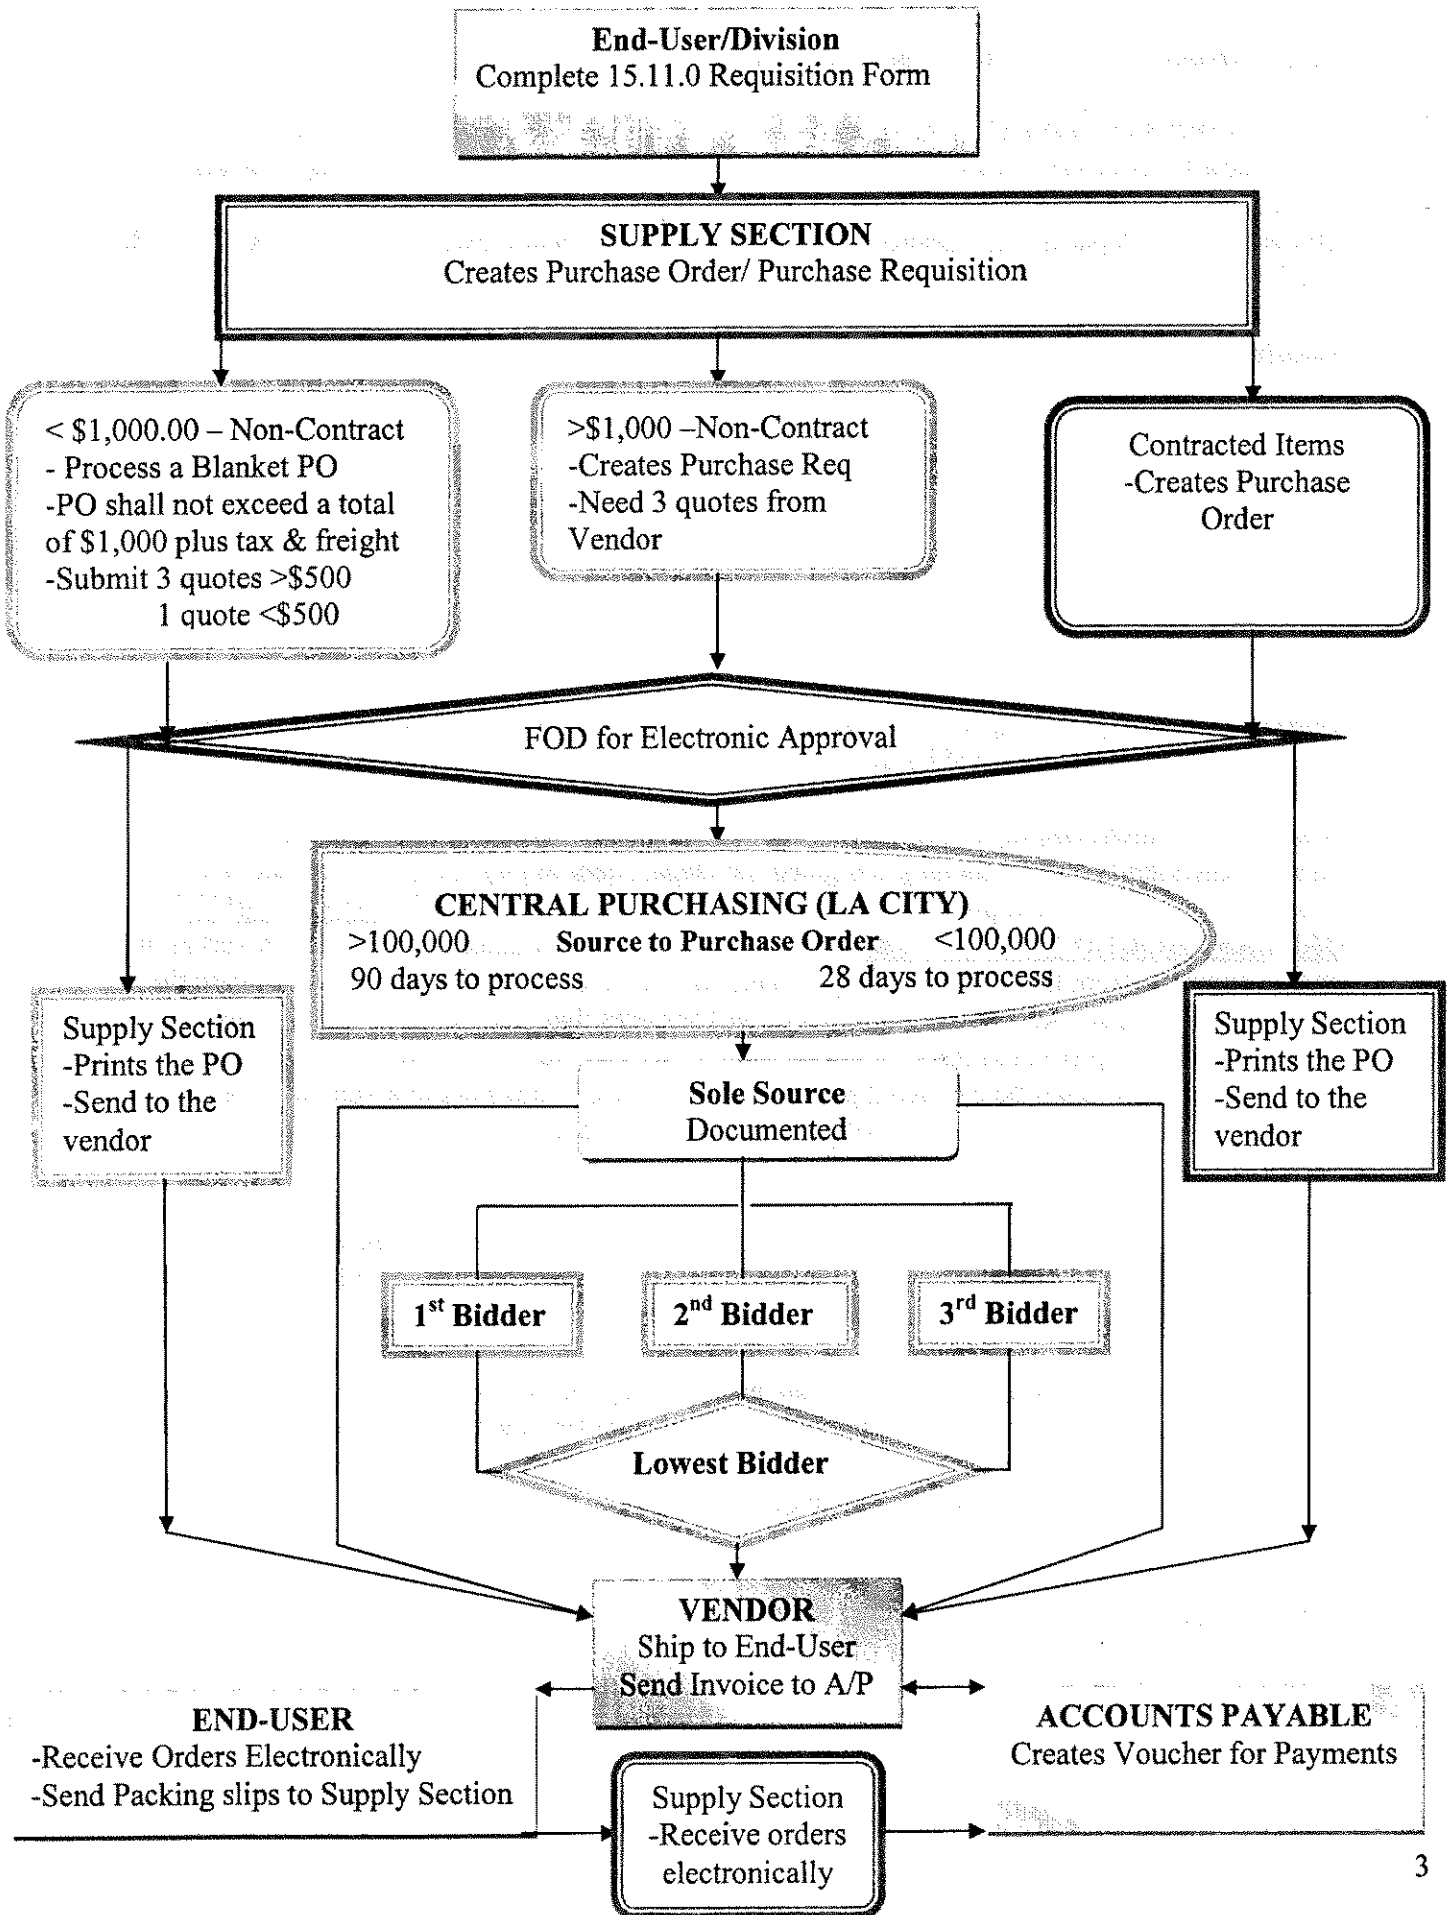 End-User/Division
Complete 15.11.0 Requisition Form
SUPPLY SECTION
Creates Purchase Order/ Purchase Requisition
< $1,000.00 – Non-Contract
- Process a Blanket PO
-PO shall not exceed a total
of $1,000 plus tax & freight
-Submit 3 quotes >$500
1 quote <$500
>$1,000 –Non-Contract
-Creates Purchase Req
-Need 3 quotes from
Vendor
Contracted Items
-Creates Purchase
Order
FOD for Electronic Approval
CENTRAL PURCHASING (LA CITY)
>100,000 Source to Purchase Order <100,000
90 days to process 28 days to process
Supply Section
-Prints the PO
-Send to the
vendor
Sole Source
Documented
Supply Section
-Prints the PO
-Send to the
vendor
1st Bidder
2nd Bidder
3rd Bidder
Lowest Bidder
VENDOR
Ship to End-User
Send Invoice to A/P
END-USER
-Receive Orders Electronically
-Send Packing slips to Supply Section
ACCOUNTS PAYABLE
Creates Voucher for Payments
Supply Section
-Receive orders
electronically
3